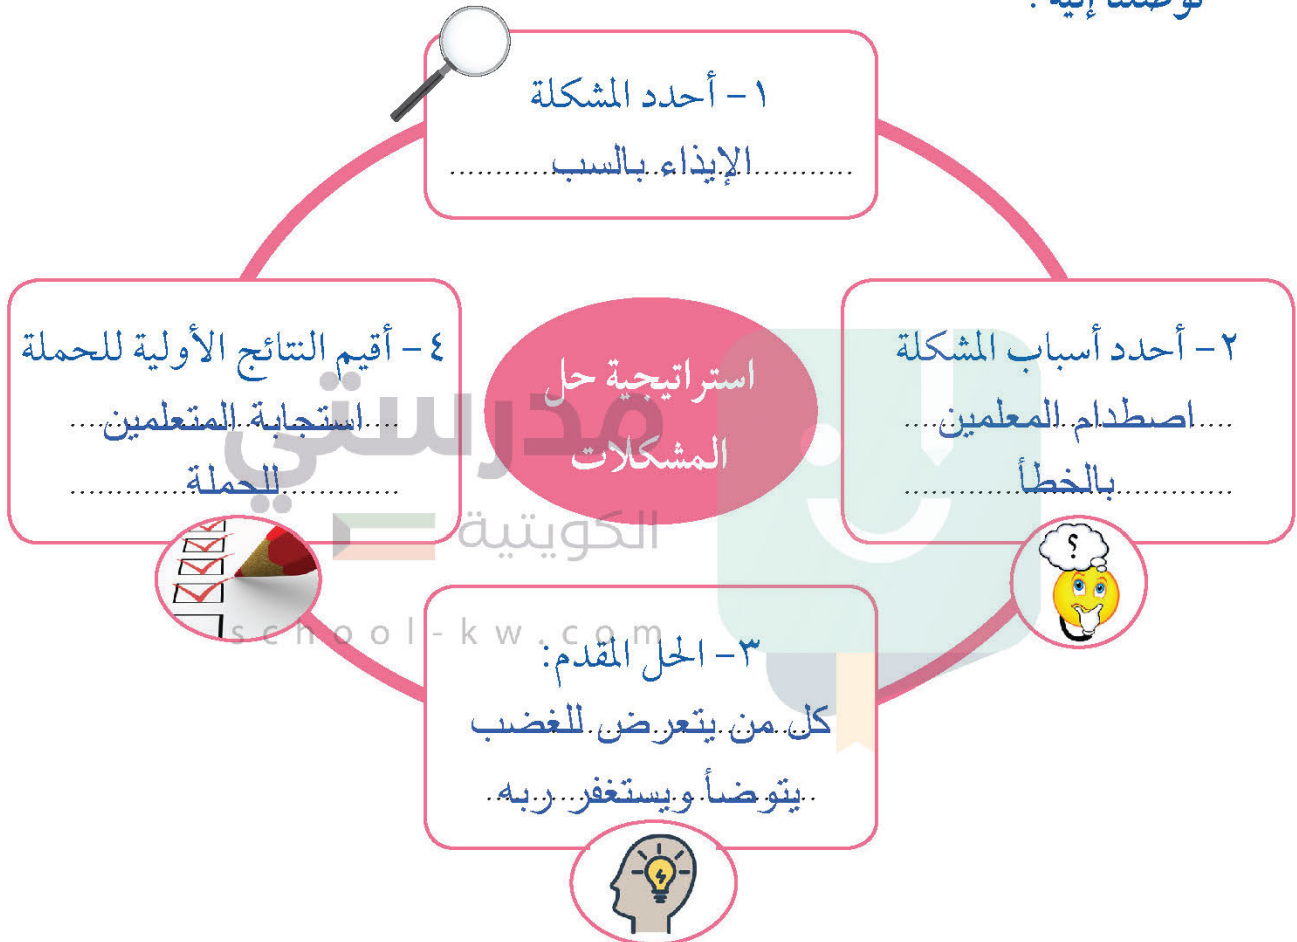 توصلنا إليه :
١ - أحدد المشكلة
الإيذاء بالسب
٢ - أحدد أسباب المشكلة
اصطدام المعلمين
بالخطأ
استراتيجية حل
المشكلات
٤ - أقيم النتائج الأولية للحملة
استجابة المتعلمين
للحملة
مدرستي
الكويتية
school-kw.com
٣ - الحل المقدم:
كل من يتعرض للغضب
يتوضأ ويستغفر ربه
؟